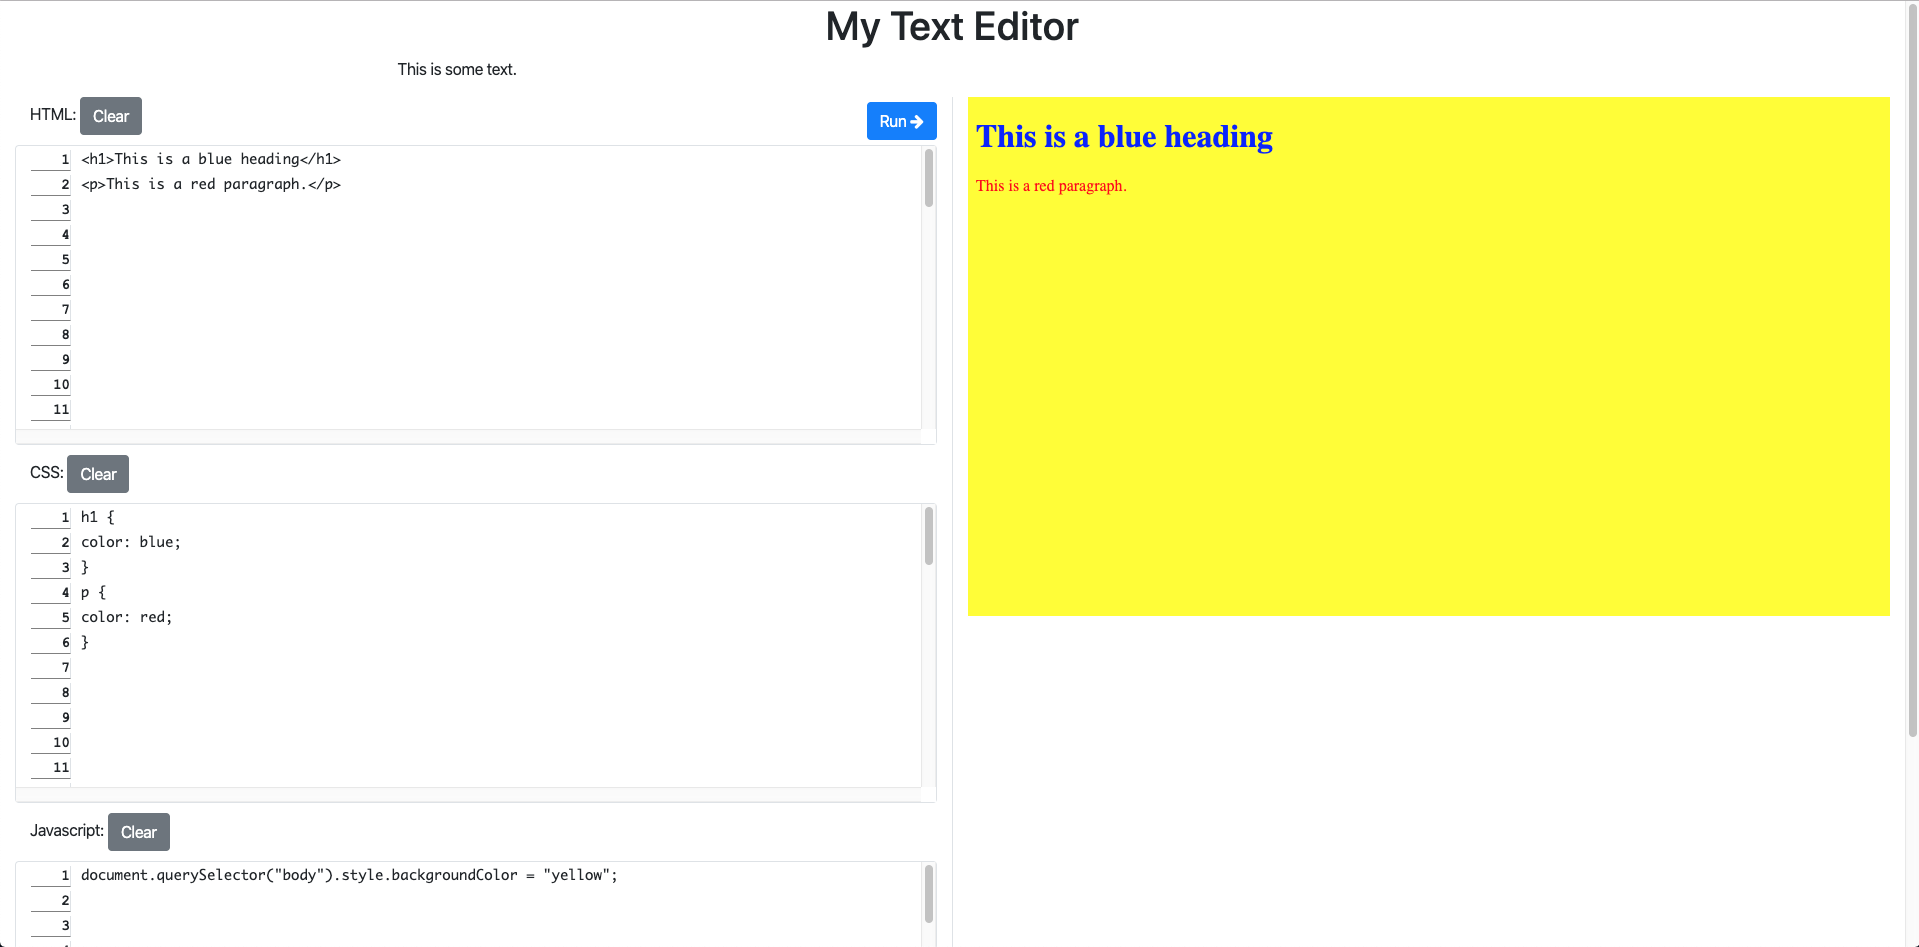 My Text Editor
This is some text.
HTML: Clear
Run
1 <h1>This is a blue heading</h1>
2 <p>This is a red paragraph.</p>
3
4
5
6
7
8
9
10
11
CSS: Clear
1 h1 {
2 color: blue;
3 }
4 p {
5 color: red;
6 }
7
8
9
10
11
Javascript: Clear
1 document.querySelector("body").style.backgroundColor = "yellow";
2
3
This is a blue heading
This is a red paragraph.